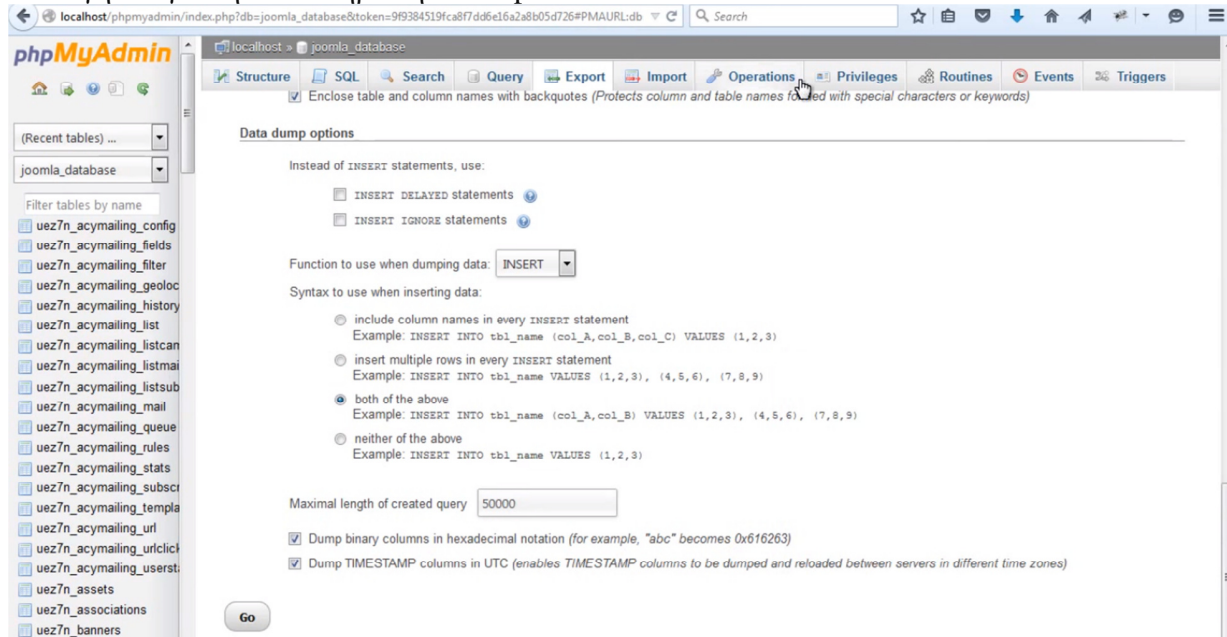 localhost/phpmyadmin/index.php?db=joomla_database&token=9f9384519fca8f7dd6e16a2a8b05d726#PMAURL:db
Search
phpMyAdmin
localhost » joomla_database
Structure SQL Search Query Export Import Operations Privileges Routines Events Triggers
Enclose table and column names with backquotes (Protects column and table names formed with special characters or keywords)
(Recent tables) ...
joomla_database
Filter tables by name
uez7n_acymailing_config
uez7n_acymailing_fields
uez7n_acymailing_filter
uez7n_acymailing_geoloc
uez7n_acymailing_history
uez7n_acymailing_list
uez7n_acymailing_listcam
uez7n_acymailing_listmai
uez7n_acymailing_listsub
uez7n_acymailing_mail
uez7n_acymailing_queue
uez7n_acymailing_rules
uez7n_acymailing_stats
uez7n_acymailing_subscr
uez7n_acymailing_templa
uez7n_acymailing_url
uez7n_acymailing_urlclick
uez7n_acymailing_usersta
uez7n_assets
uez7n_associations
uez7n_banners
Data dump options
Instead of INSERT statements, use:
INSERT DELAYED statements
INSERT IGNORE statements
Function to use when dumping data: INSERT
Syntax to use when inserting data:
include column names in every INSERT statement
Example: INSERT INTO tbl_name (col_A,col_B,col_C) VALUES (1,2,3)
insert multiple rows in every INSERT statement
Example: INSERT INTO tbl_name VALUES (1,2,3), (4,5,6), (7,8,9)
both of the above
Example: INSERT INTO tbl_name (col_A,col_B) VALUES (1,2,3), (4,5,6), (7,8,9)
neither of the above
Example: INSERT INTO tbl_name VALUES (1,2,3)
Maximal length of created query 50000
Dump binary columns in hexadecimal notation (for example, "abc" becomes 0x616263)
Dump TIMESTAMP columns in UTC (enables TIMESTAMP columns to be dumped and reloaded between servers in different time zones)
Go